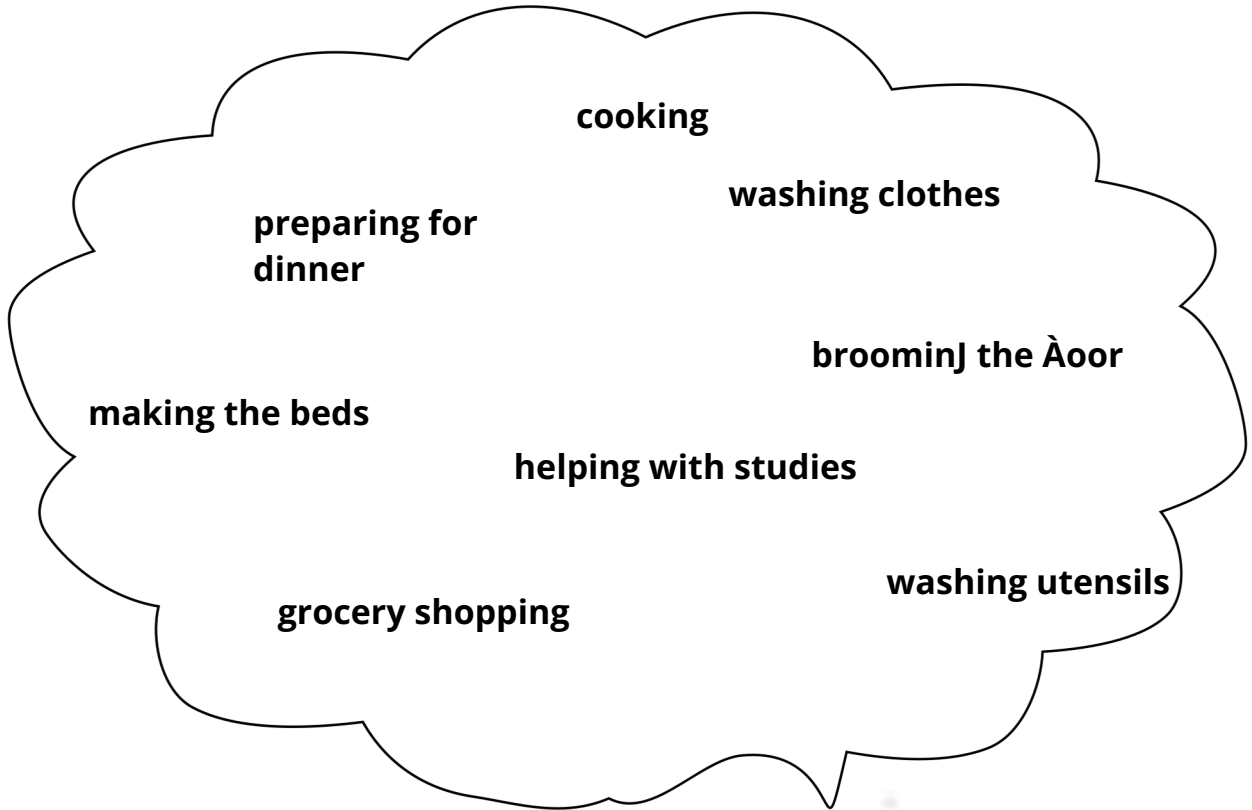 cooking
washing clothes
preparing for
dinner
broominJ the Àoor
making the beds
helping with studies
washing utensils
grocery shopping